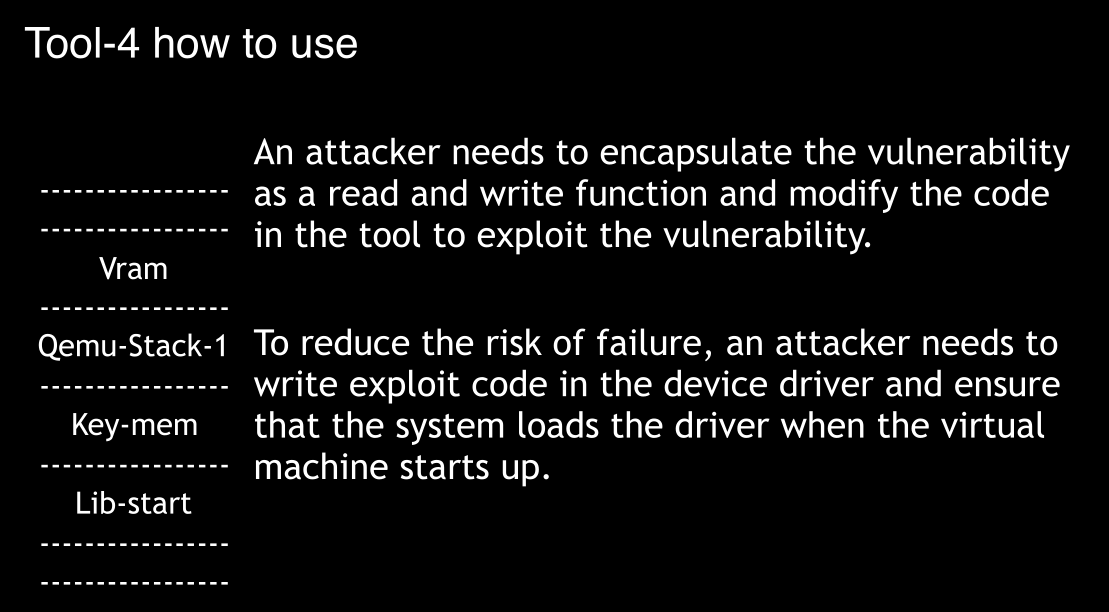 Tool-4 how to use
-----------------
-----------------
Vram
-----------------
Qemu-Stack-1
-----------------
Key-mem
-----------------
Lib-start
-----------------
-----------------
An attacker needs to encapsulate the vulnerability
as a read and write function and modify the code
in the tool to exploit the vulnerability.
To reduce the risk of failure, an attacker needs to
write exploit code in the device driver and ensure
that the system loads the driver when the virtual
machine starts up.